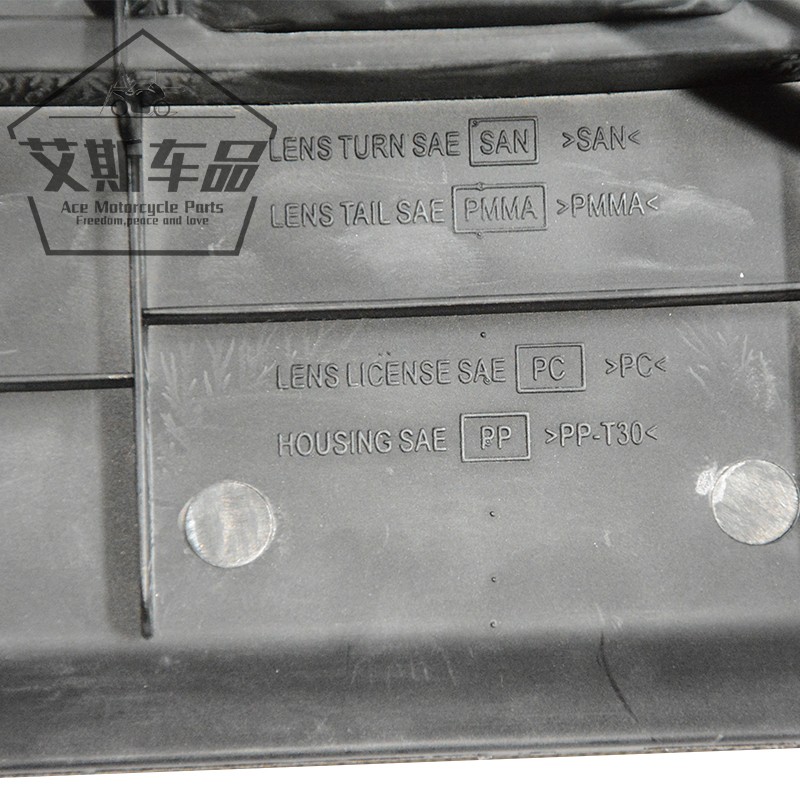 艾斯车品
Ace Motorcycle Parts
Freedom,peace and love
LENS TURN SAE SAN >SAN<
LENS TAIL SAE PMMA >PMMA<
LENS LICENSE SAE PC >PC<
HOUSING SAE PP >PP-T30<